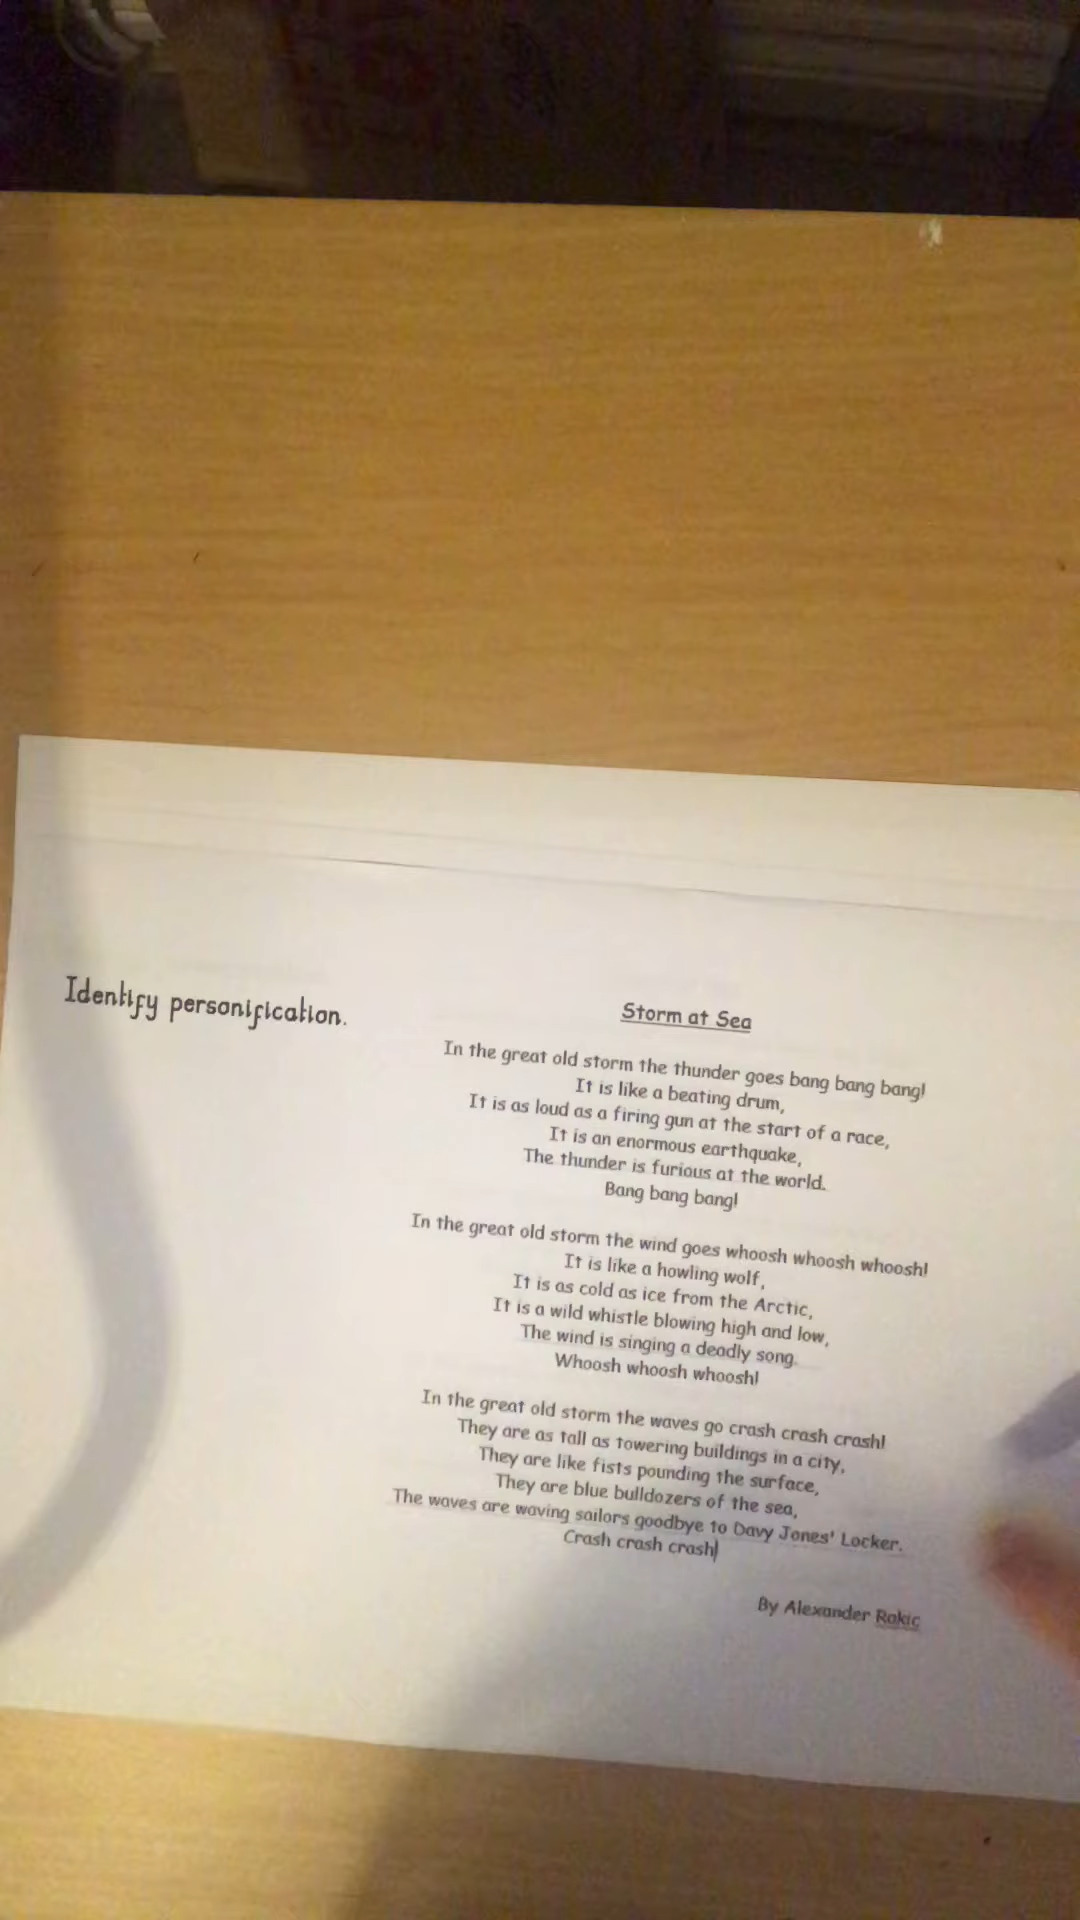 Identify personification.
Storm at Sea
In the great old storm the thunder goes bang bang bang!
It is like a beating drum,
It is as loud as a firing gun at the start of a race,
It is an enormous earthquake,
The thunder is furious at the world.
Bang bang bang!
In the great old storm the wind goes whoosh whoosh whoosh!
It is like a howling wolf,
It is as cold as ice from the Arctic,
It is a wild whistle blowing high and low,
The wind is singing a deadly song.
Whoosh whoosh whoosh!
In the great old storm the waves go crash crash crash!
They are as tall as towering buildings in a city,
They are like fists pounding the surface,
They are blue bulldozers of the sea,
The waves are waving sailors goodbye to Davy Jones' Locker.
Crash crash crash
By Alexander Rakic